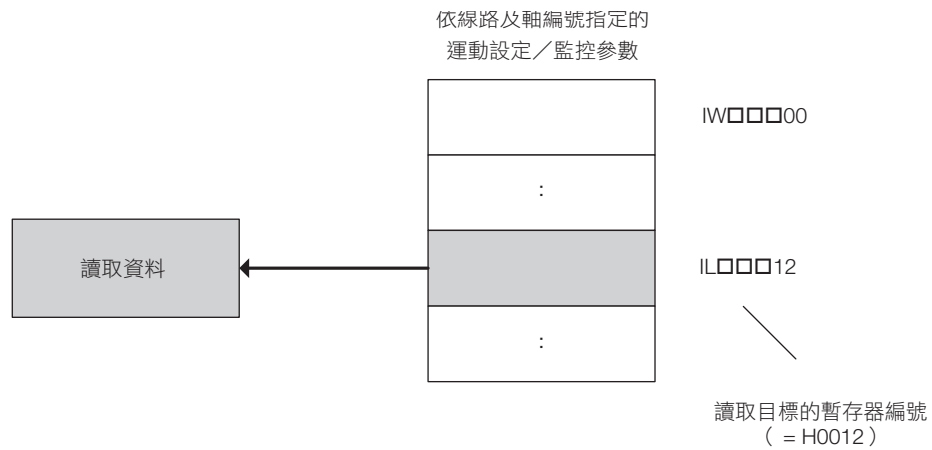 依線路及軸編號指定的
運動設定／監控參數
IW□□□00
：
讀取資料
IL□□□12
：
讀取目標的暫存器編號
（ = H0012 ）